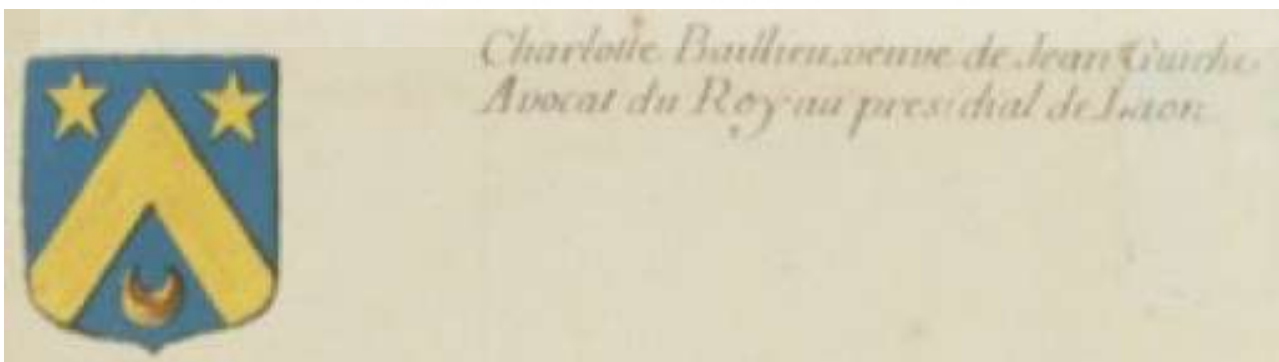 Charlotte Baillieu, veuve de Jean Guiche
Avocat du Roy au presidial de Laon